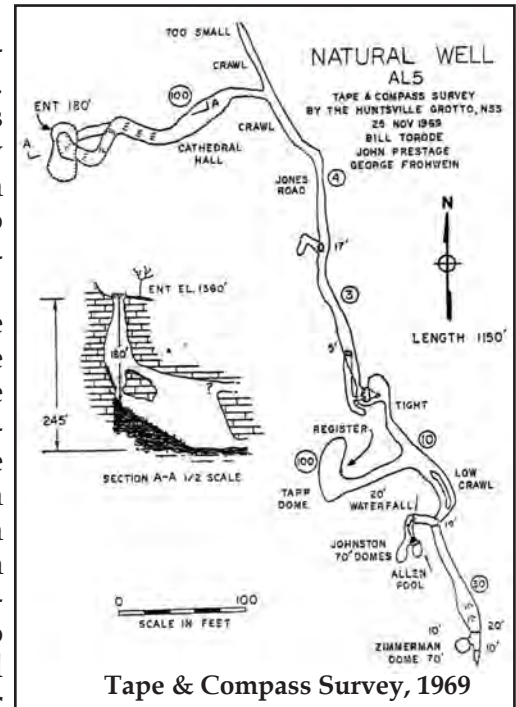 TOO SMALL
CRAWL
NATURAL WELL
AL5
TAPE & COMPASS SURVEY
BY THE HUNTSVILLE GROTTO, NSS
25 NOV 1969
BILL TORODE
JOHN PRESTAGE
GEORGE FROHWEIN
ENT 180'
100
A
A
CATHEDRAL
HALL
CRAWL
JONES
ROAD
4
17'
N
3
LENGTH 1150'
ENT EL. 1360'
180'
?
245'
SECTION A-A 1/2 SCALE
5'
TIGHT
REGISTER
10
100
LOW
CRAWL
TAPP
DOME
20'
WATERFALL
19'
JOHNSTON
70' DOMES
ALLEN
POOL
0 100
SCALE IN FEET
20'
10'
10'
ZIMMERMAN
DOME 70'
Tape & Compass Survey, 1969